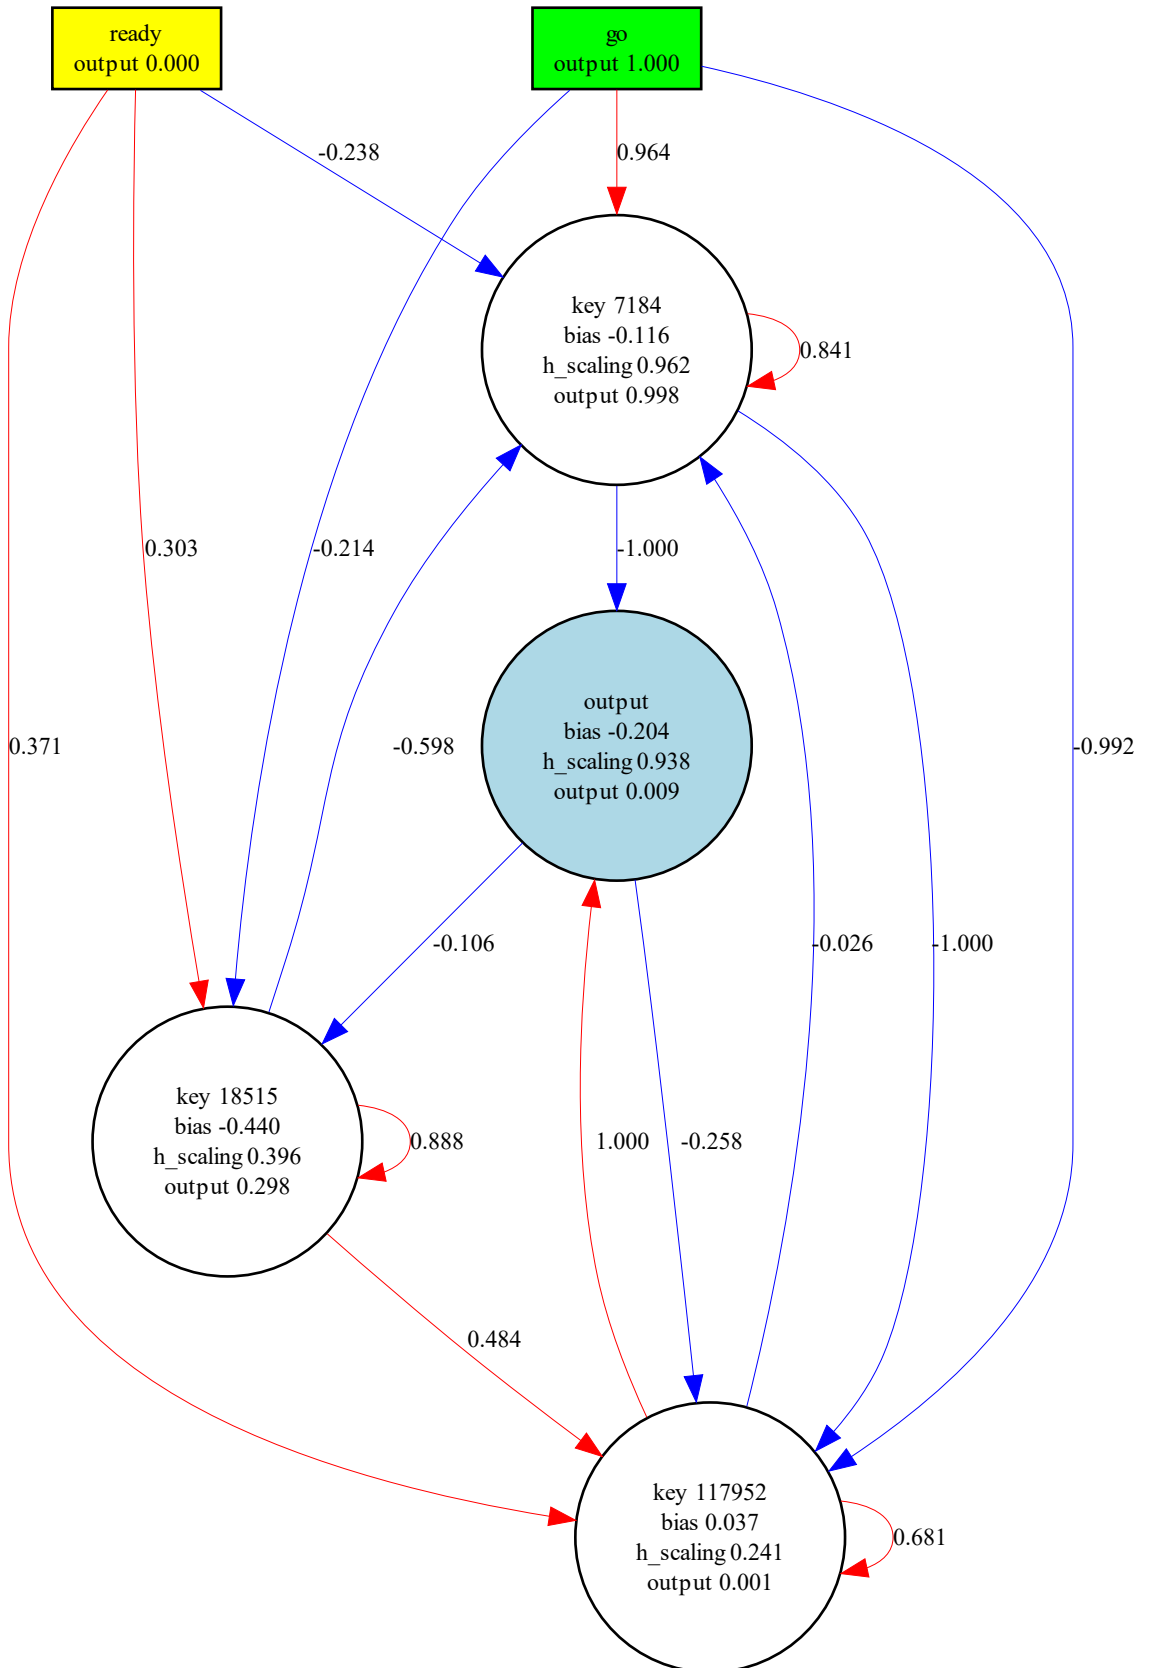 ready
output 0.000
go
output 1.000
-0.238
0.964
key 7184
bias -0.116
h_scaling 0.962
output 0.998
0.841
0.303
-0.214
-1.000
output
bias -0.204
h_scaling 0.938
output 0.009
0.371
-0.598
-0.992
-0.106
-0.026
-1.000
key 18515
bias -0.440
h_scaling 0.396
output 0.298
0.888
1.000
-0.258
0.484
key 117952
bias 0.037
h_scaling 0.241
output 0.001
0.681